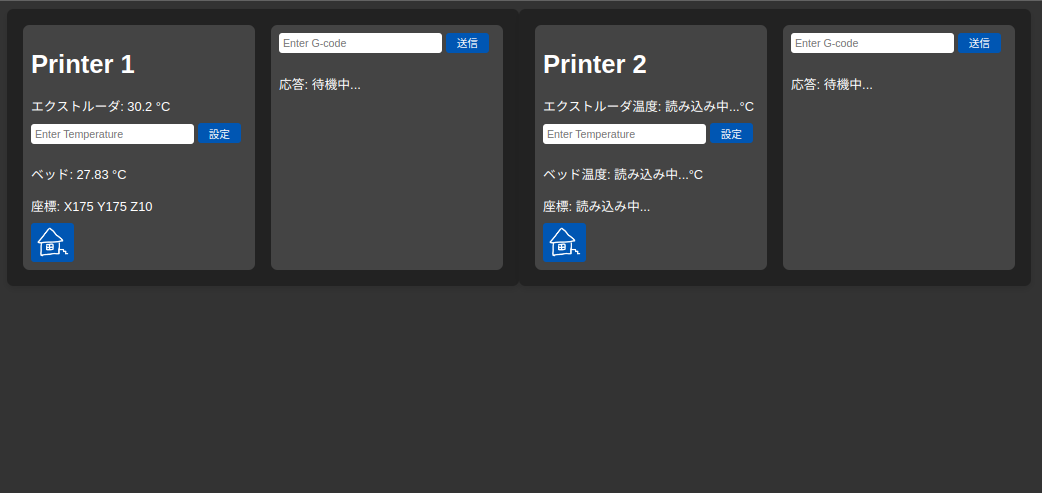 Printer 1
エクストルーダ: 30.2 °C
Enter Temperature 設定
ベッド: 27.83 °C
座標: X175 Y175 Z10
Enter G-code 送信
応答: 待機中...
Printer 2
エクストルーダ温度: 読み込み中...°C
Enter Temperature 設定
ベッド温度: 読み込み中...°C
座標: 読み込み中...
Enter G-code 送信
応答: 待機中...